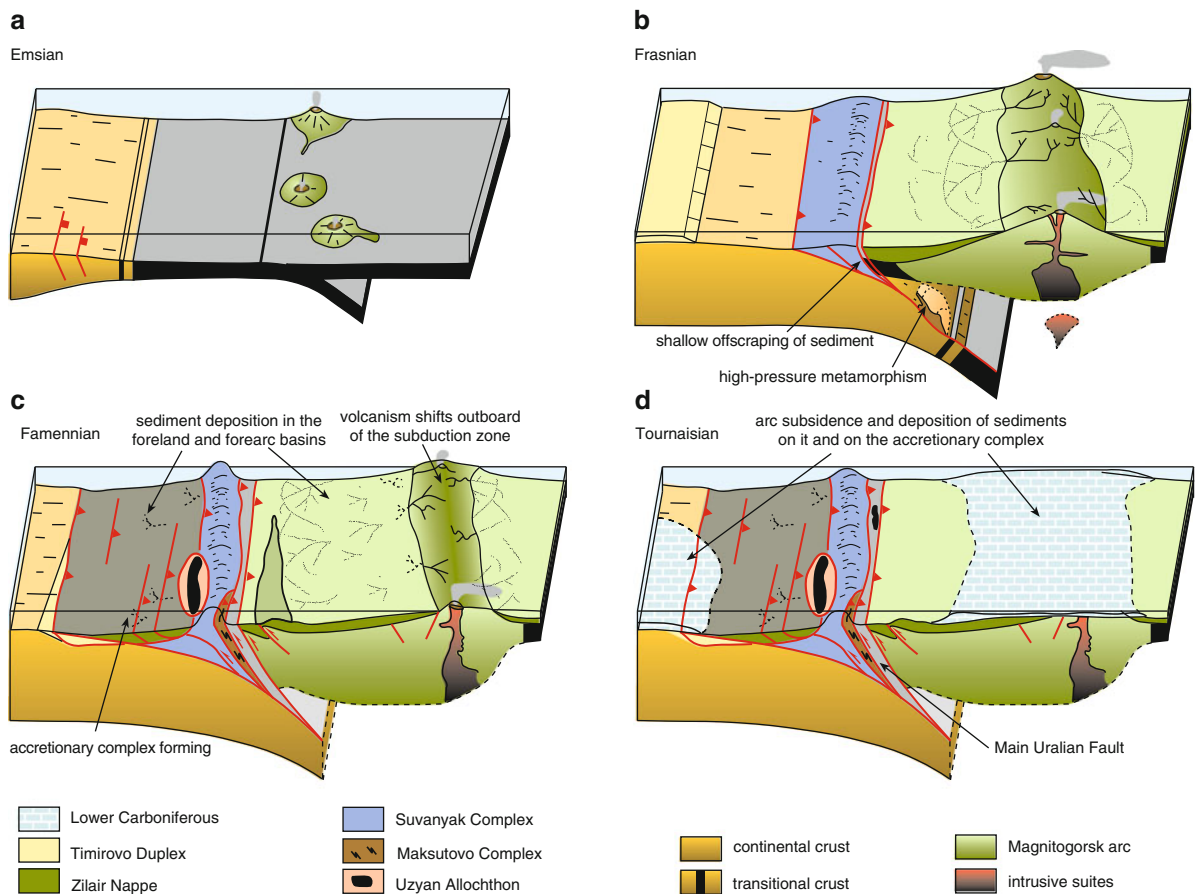 a
Emsian
b
Frasnian
shallow offscraping of sediment
high-pressure metamorphism
c
Famennian
sediment deposition in the
foreland and forearc basins
volcanism shifts outboard
of the subduction zone
accretionary complex forming
d
Tournaisian
arc subsidence and deposition of sediments
on it and on the accretionary complex
Main Uralian Fault
Lower Carboniferous
Timirovo Duplex
Zilair Nappe
Suvanyak Complex
Maksutovo Complex
Uzyan Allochthon
continental crust
transitional crust
Magnitogorsk arc
intrusive suites